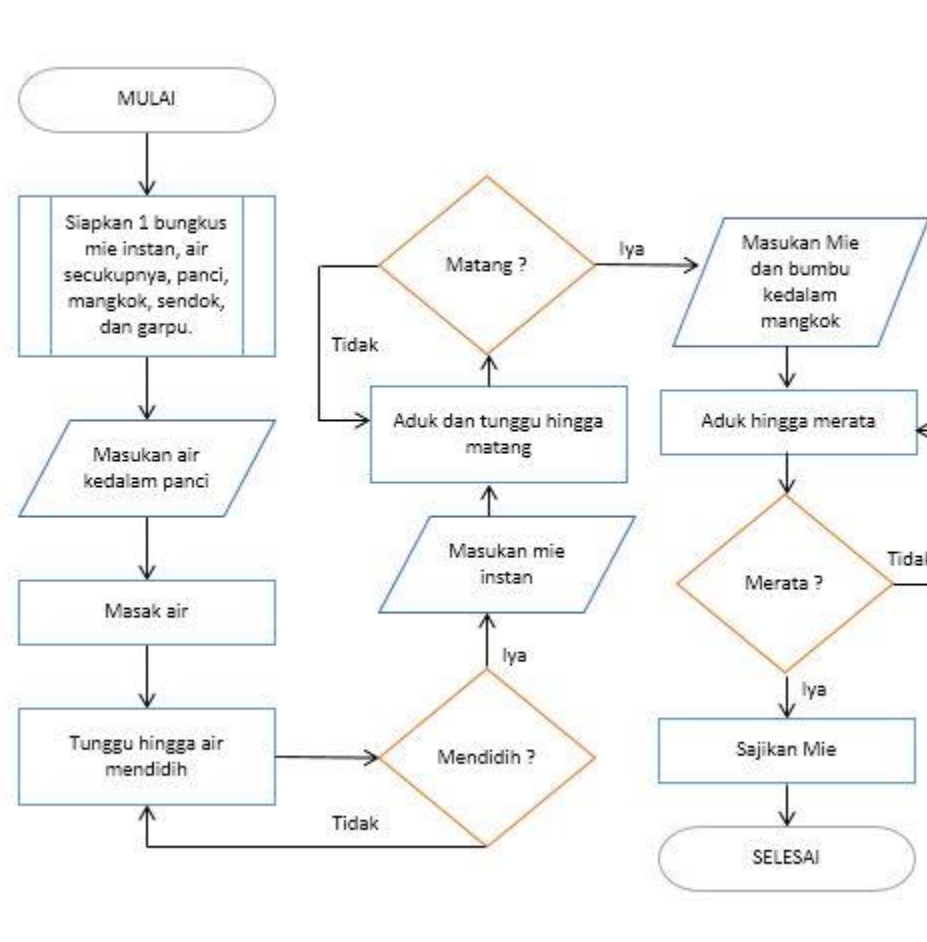 MULAI
Siapkan 1 bungkus
mie instan, air
secukupnya, panci,
mangkok, sendok,
dan garpu.
Masukan air
kedalam panci
Masak air
Tunggu hingga air
mendidih
Mendidih ?
Tidak
Iya
Masukan mie
instan
Aduk dan tunggu hingga
matang
Matang ?
Tidak
Iya
Masukan Mie
dan bumbu
kedalam
mangkok
Aduk hingga merata
Merata ?
Tidak
Iya
Sajikan Mie
SELESAI